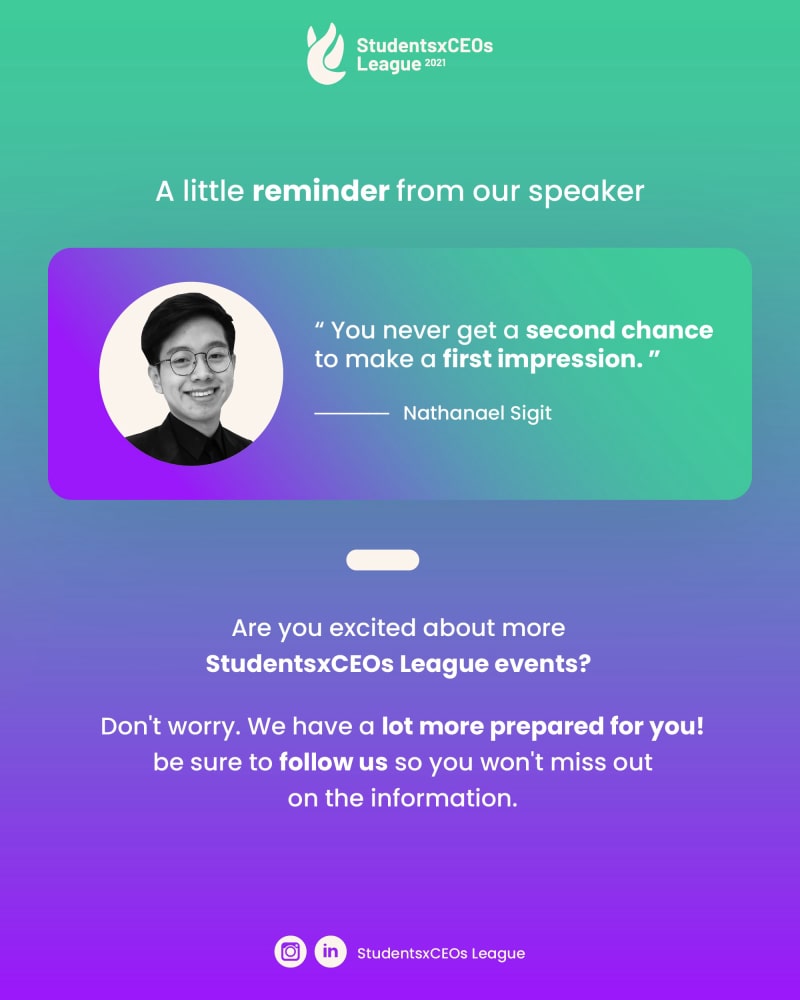 StudentsxCEOs
League 2021
A little reminder from our speaker
“ You never get a second chance
to make a first impression. ”
Nathanael Sigit
Are you excited about more
StudentsxCEOs League events?
Don't worry. We have a lot more prepared for you!
be sure to follow us so you won't miss out
on the information.
in StudentsxCEOs League